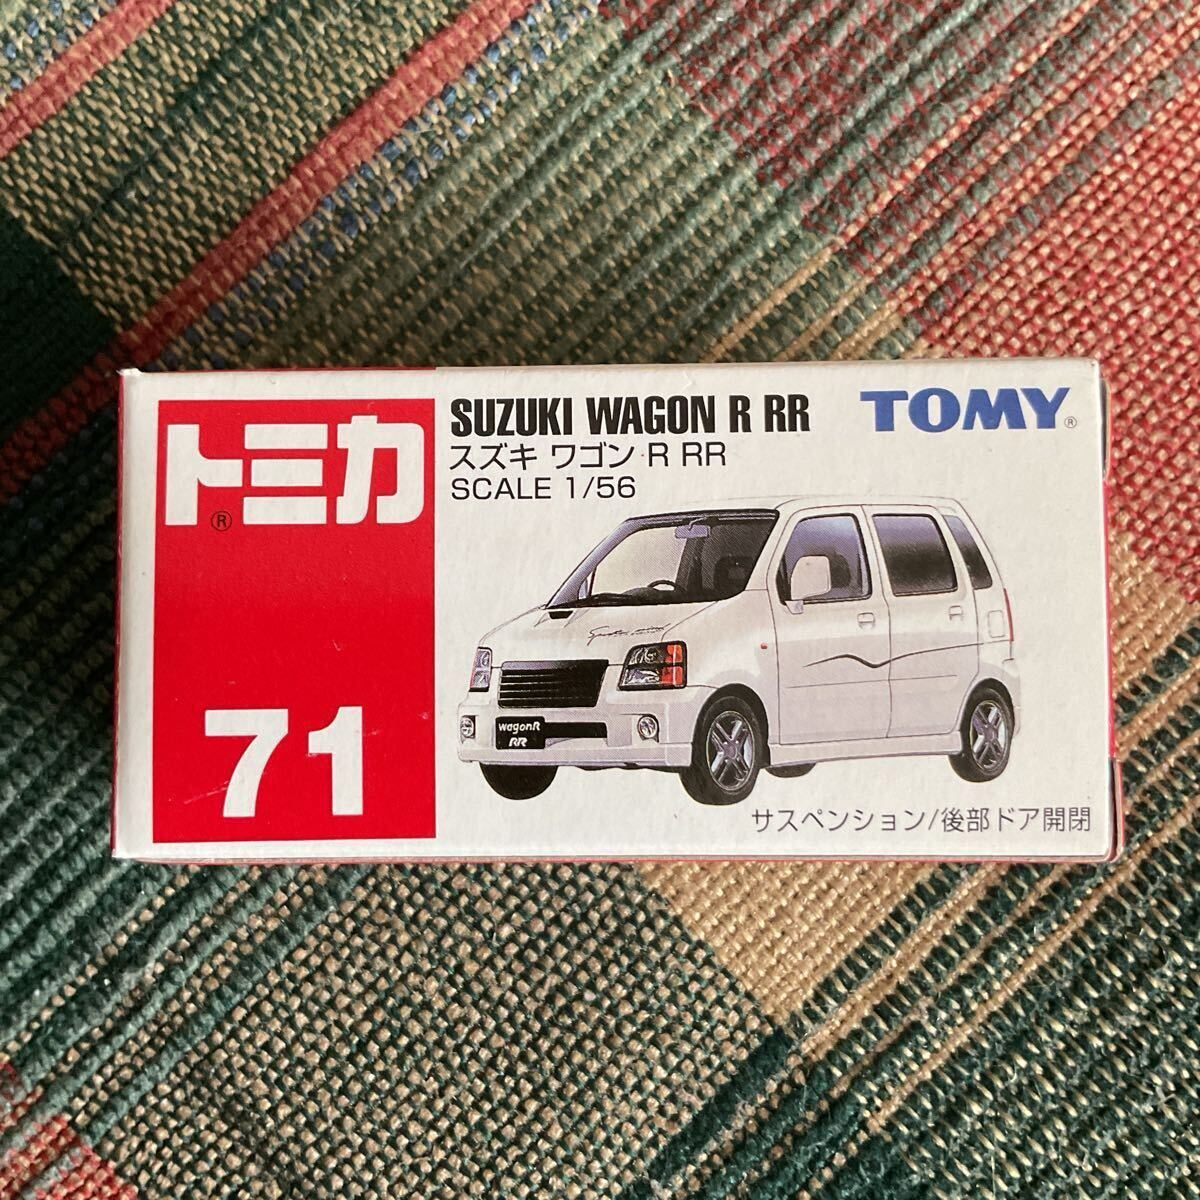 トミカ®
71
SUZUKI WAGON R RR
スズキ ワゴン R RR
SCALE 1/56
TOMY®
wagonR
RR
サスペンション/後部ドア開閉